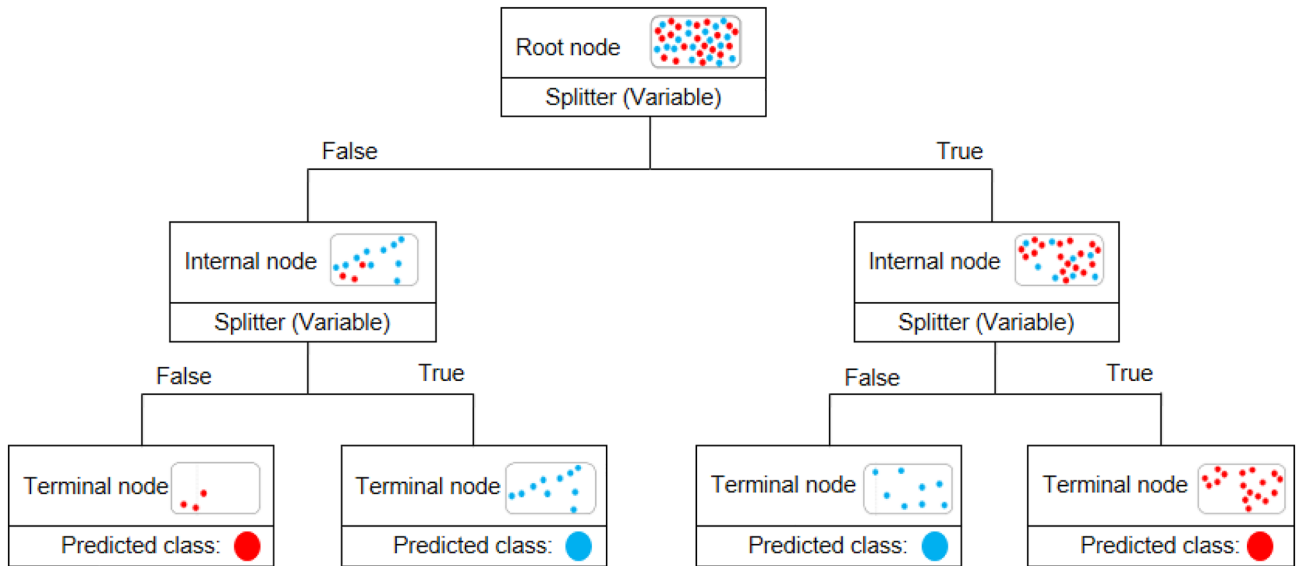 Root node
Splitter (Variable)
False
True
Internal node
Internal node
Splitter (Variable)
Splitter (Variable)
False
True
False
True
Terminal node
Terminal node
Terminal node
Terminal node
Predicted class:
Predicted class:
Predicted class:
Predicted class: